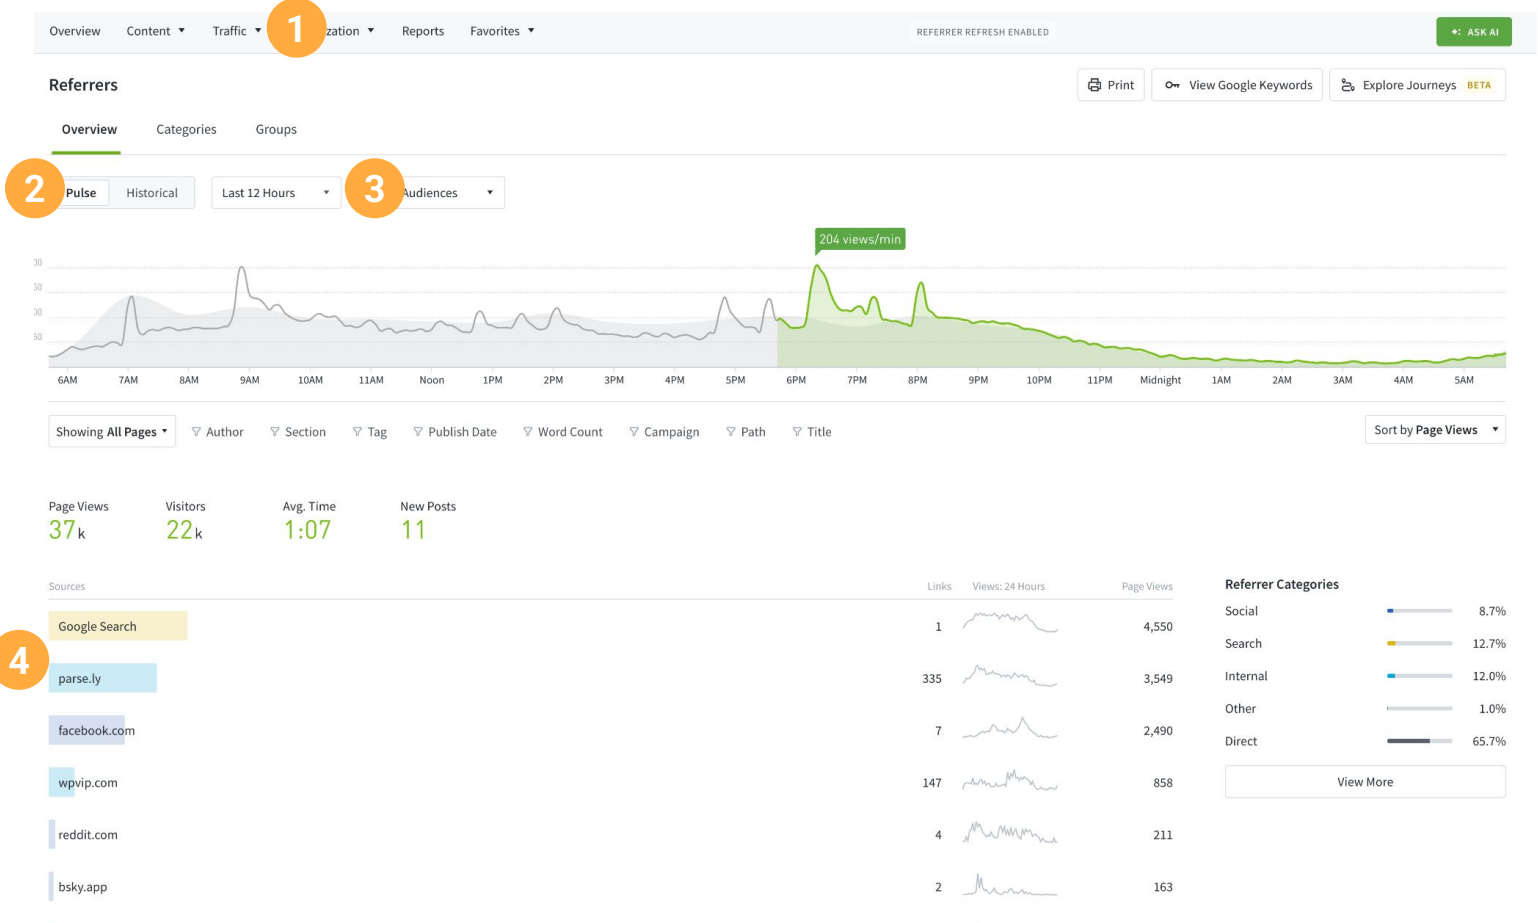 Overview Content Traffic 1 zation Reports Favorites REFERRER REFRESH ENABLED ASK AI
Referrers Print View Google Keywords Explore Journeys BETA
Overview Categories Groups
2 Pulse Historical Last 12 Hours 3 Audiences
204 views/min
00
50
00
50
6AM 7AM 8AM 9AM 10AM 11AM Noon 1PM 2PM 3PM 4PM 5PM 6PM 7PM 8PM 9PM 10PM 11PM Midnight 1AM 2AM 3AM 4AM 5AM
Showing All Pages Author Section Tag Publish Date Word Count Campaign Path Title Sort by Page Views
Page Views Visitors Avg. Time New Posts
37k 22k 1:07 11
Sources Links Views: 24 Hours Page Views
Google Search 1 4,550
4 parse.ly 335 3,549
facebook.com 7 2,490
wpvip.com 147 858
reddit.com 4 211
bsky.app 2 163
Referrer Categories
Social 8.7%
Search 12.7%
Internal 12.0%
Other 1.0%
Direct 65.7%
View More